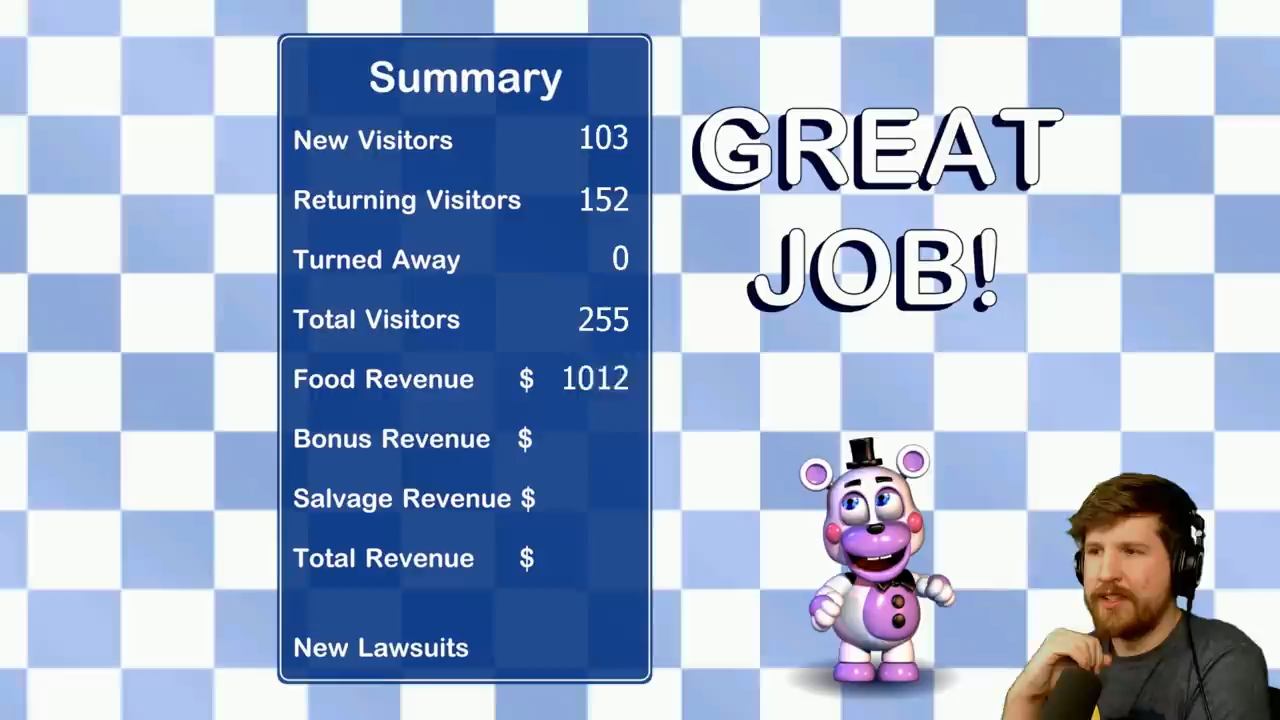 Summary
New Visitors 103
Returning Visitors 152
Turned Away 0
Total Visitors 255
Food Revenue $ 1012
Bonus Revenue $
Salvage Revenue $
Total Revenue $
New Lawsuits
GREAT
JOB!